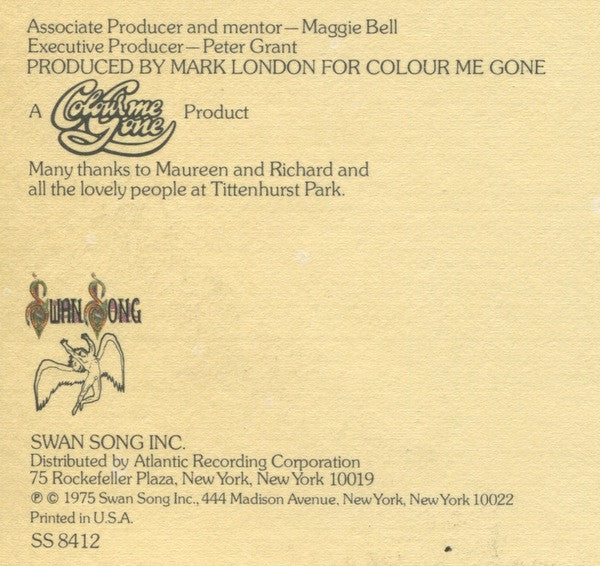 Associate Producer and mentor—Maggie Bell
Executive Producer—Peter Grant
PRODUCED BY MARK LONDON FOR COLOUR ME GONE
A Colour me Gone Product
Many thanks to Maureen and Richard and
all the lovely people at Tittenhurst Park.
SWAN SONG
SWAN SONG INC.
Distributed by Atlantic Recording Corporation
75 Rockefeller Plaza, New York, New York 10019
℗ © 1975 Swan Song Inc., 444 Madison Avenue, New York, New York 10022
Printed in U.S.A.
SS 8412